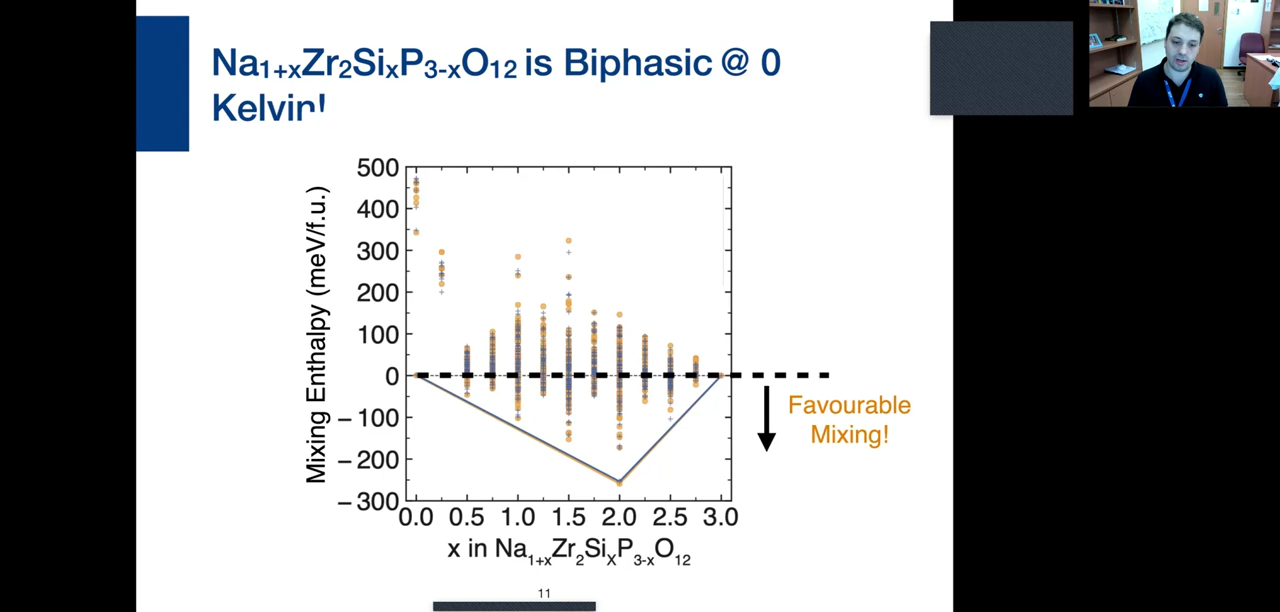 Na1+xZr2SixP3-xO12 is Biphasic @ 0
Kelvin!
Mixing Enthalpy (meV/f.u.)
500
400
300
200
100
0
−100
−200
−300
0.0 0.5 1.0 1.5 2.0 2.5 3.0
x in Na1+xZr2SiXP3-xO12
Favourable
Mixing!
11